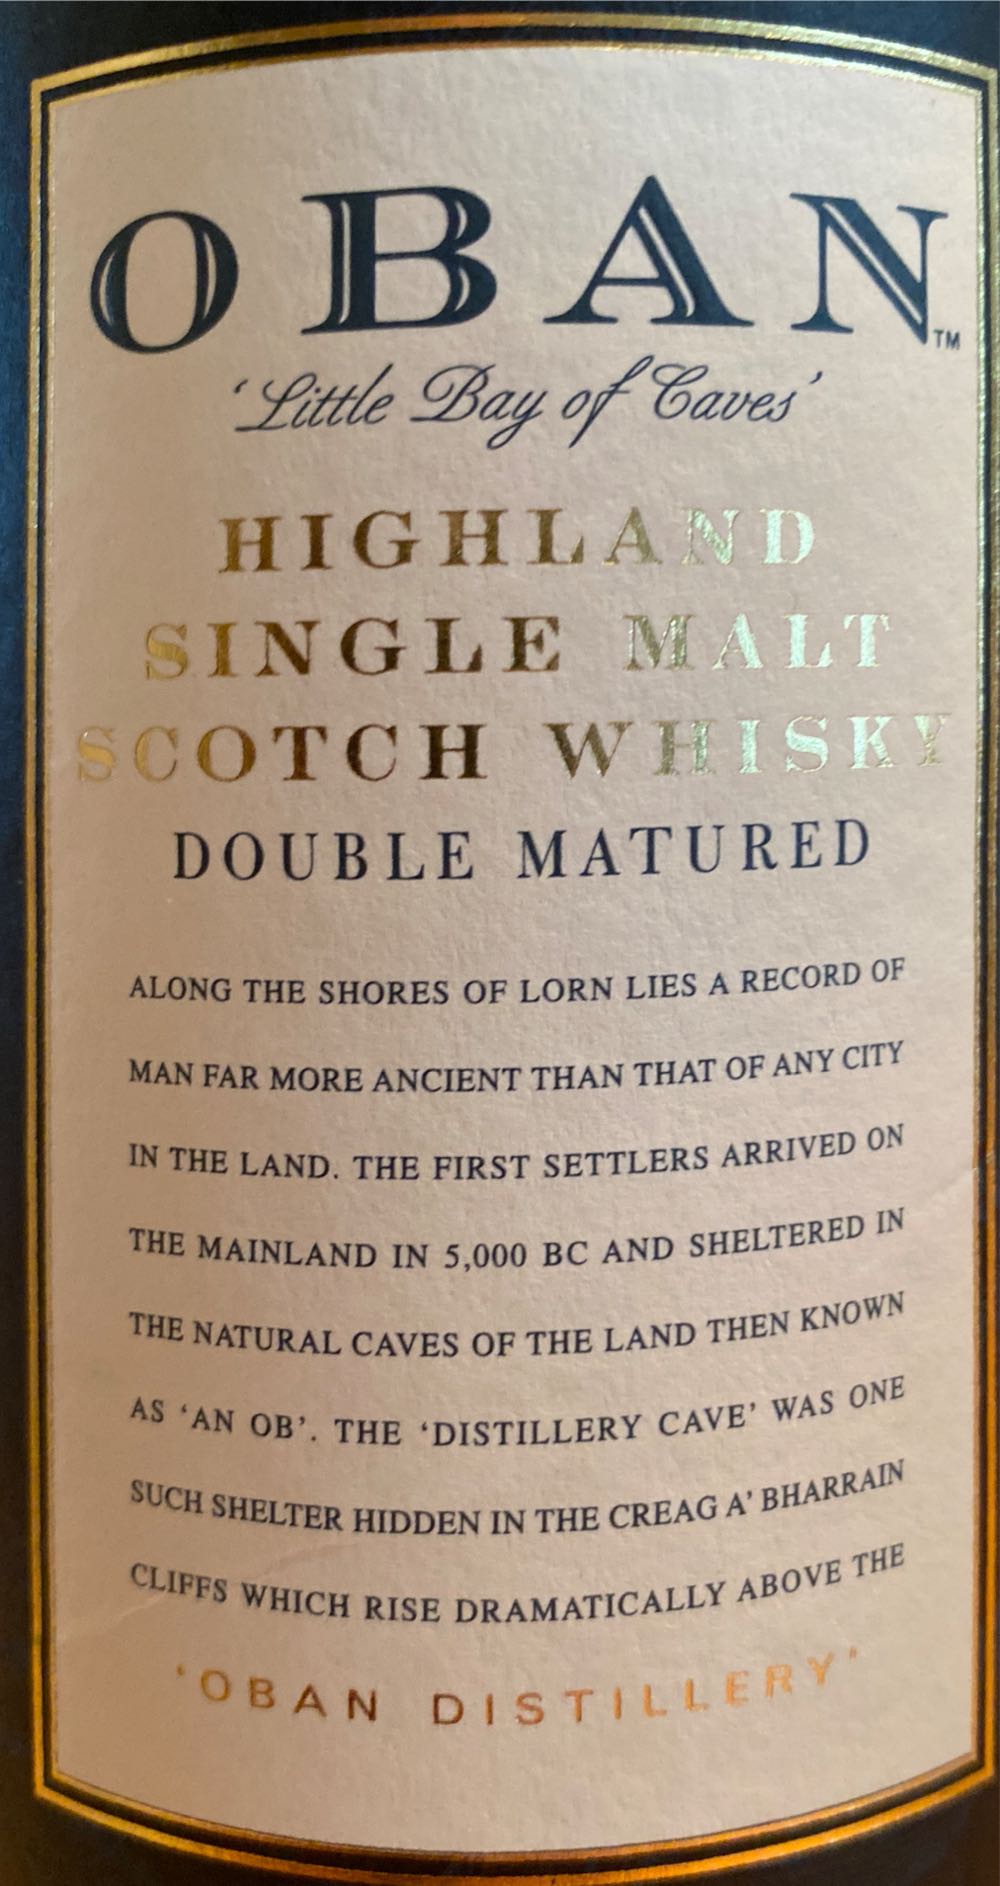 OBAN™
'Little Bay of Caves'
HIGHLAND
SINGLE MALT
SCOTCH WHISKY
DOUBLE MATURED
ALONG THE SHORES OF LORN LIES A RECORD OF
MAN FAR MORE ANCIENT THAN THAT OF ANY CITY
IN THE LAND. THE FIRST SETTLERS ARRIVED ON
THE MAINLAND IN 5,000 BC AND SHELTERED IN
THE NATURAL CAVES OF THE LAND THEN KNOWN
AS 'AN OB'. THE 'DISTILLERY CAVE' WAS ONE
SUCH SHELTER HIDDEN IN THE CREAG A' BHARRAIN
CLIFFS WHICH RISE DRAMATICALLY ABOVE THE
'OBAN DISTILLERY'